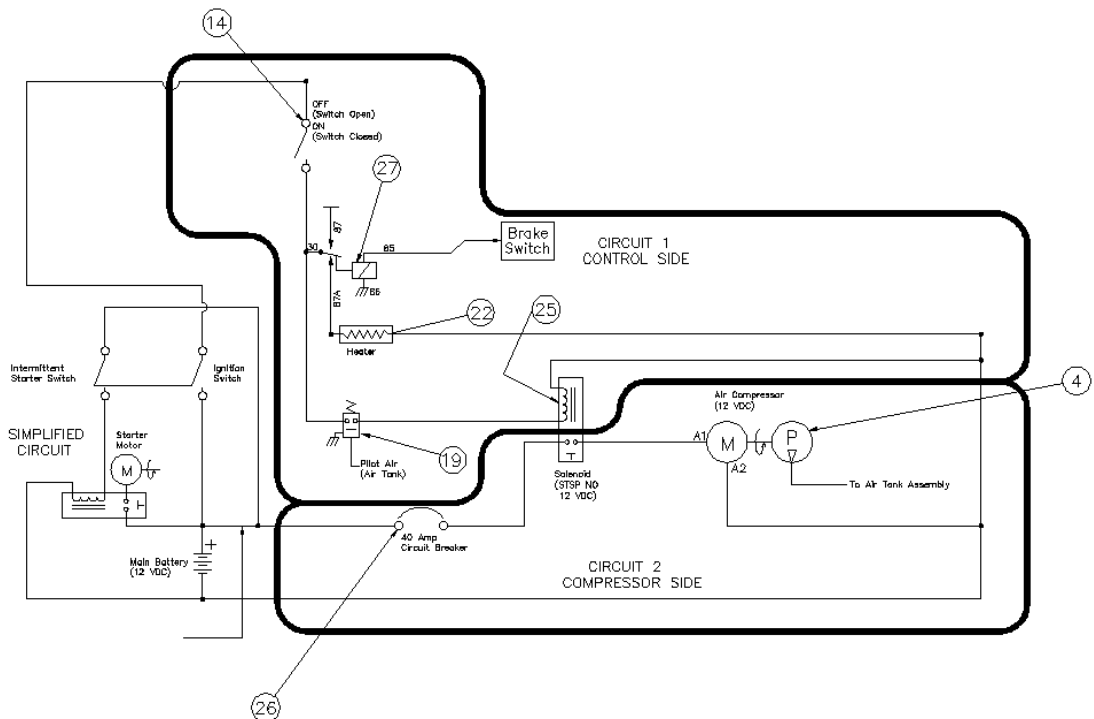 14
OFF
(Switch Open)
ON
(Switch Closed)
27
87
30
85
Brake
Switch
CIRCUIT 1
CONTROL SIDE
86
87A
22
25
Heater
Intermittent
Starter Switch
Ignition
Switch
4
Air Compressor
(12 VDC)
SIMPLIFIED
CIRCUIT
Starter
Motor
M
19
Pilot Air
(Air Tank)
A1
M
P
A2
Solenoid
(STSP NO
12 VDC)
To Air Tank Assembly
40 Amp
Circuit Breaker
+
Main Battery
(12 VDC)
CIRCUIT 2
COMPRESSOR SIDE
26